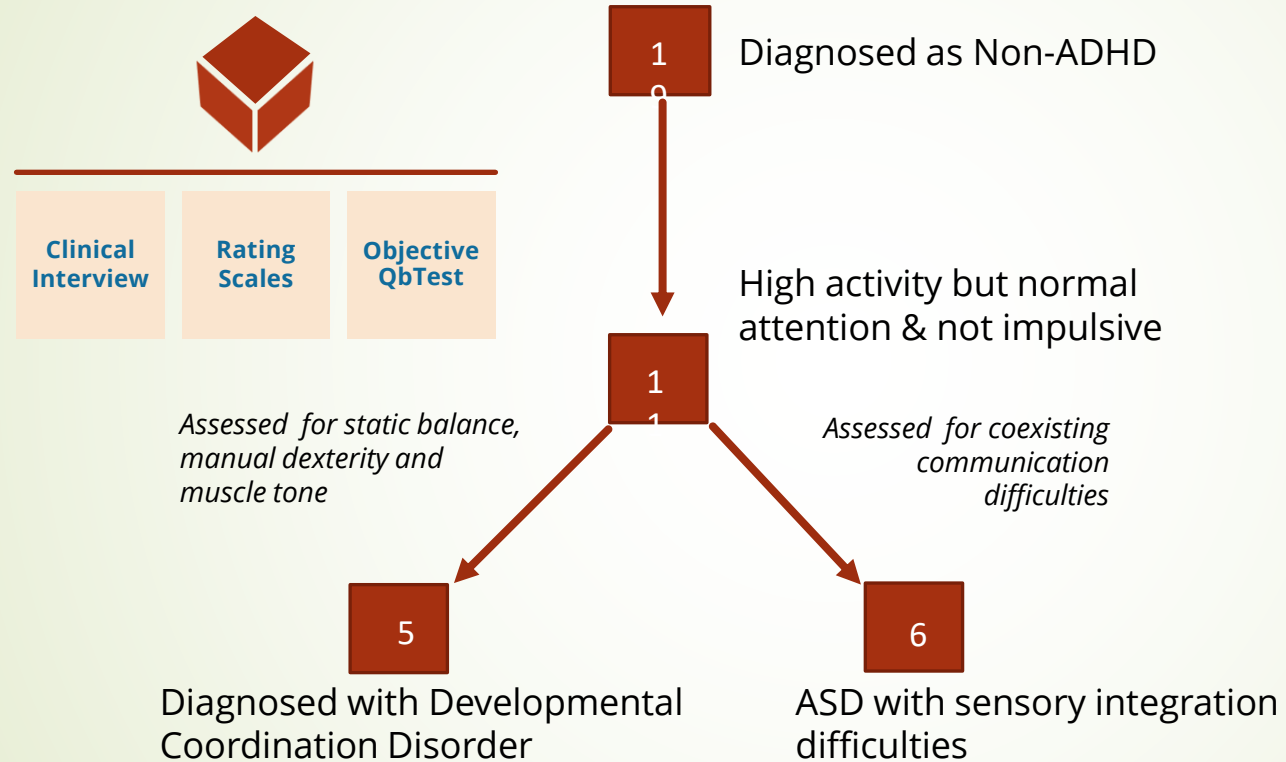 Clinical
Interview
Rating
Scales
Objective
QbTest
1
9
Diagnosed as Non-ADHD
High activity but normal
attention & not impulsive
1
1
Assessed for static balance,
manual dexterity and
muscle tone
Assessed for coexisting
communication
difficulties
5
Diagnosed with Developmental
Coordination Disorder
6
ASD with sensory integration
difficulties